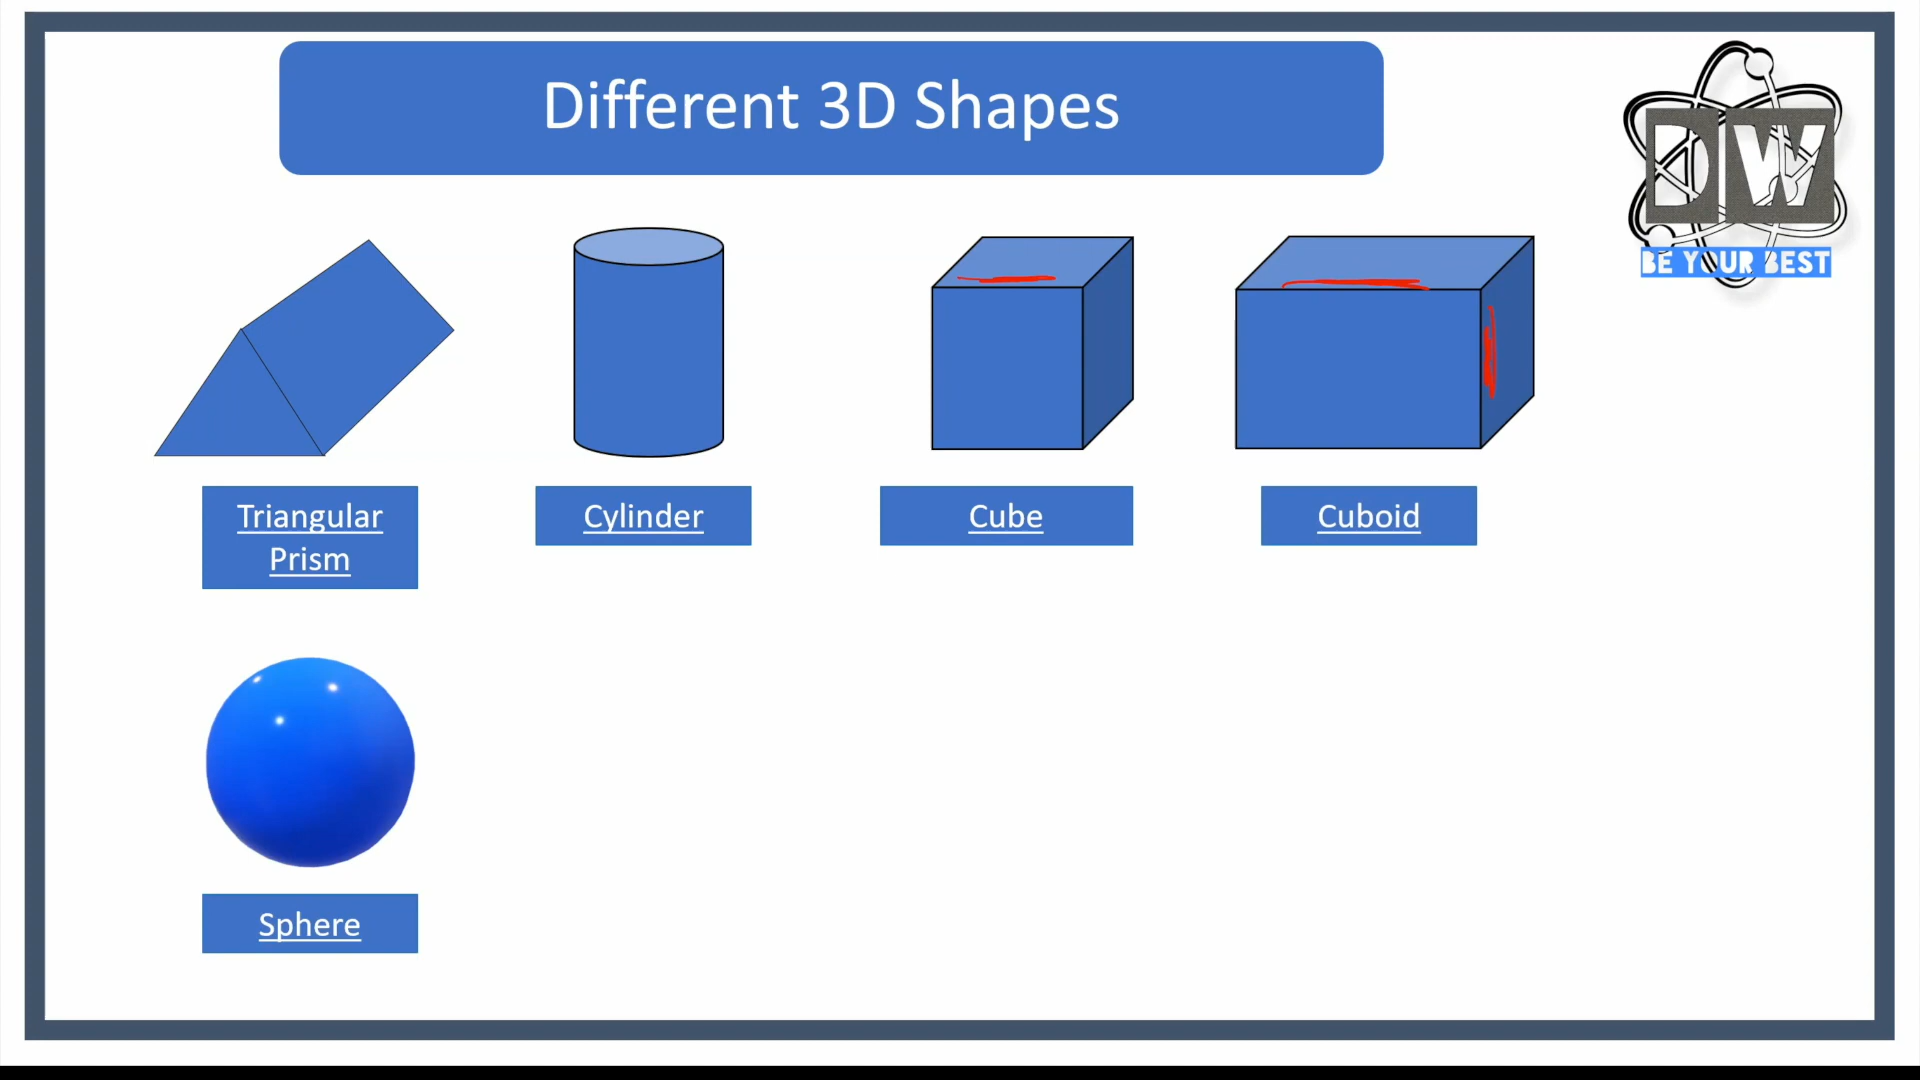 Different 3D Shapes
DW
BE YOUR BEST
Triangular
Prism
Cylinder
Cube
Cuboid
Sphere